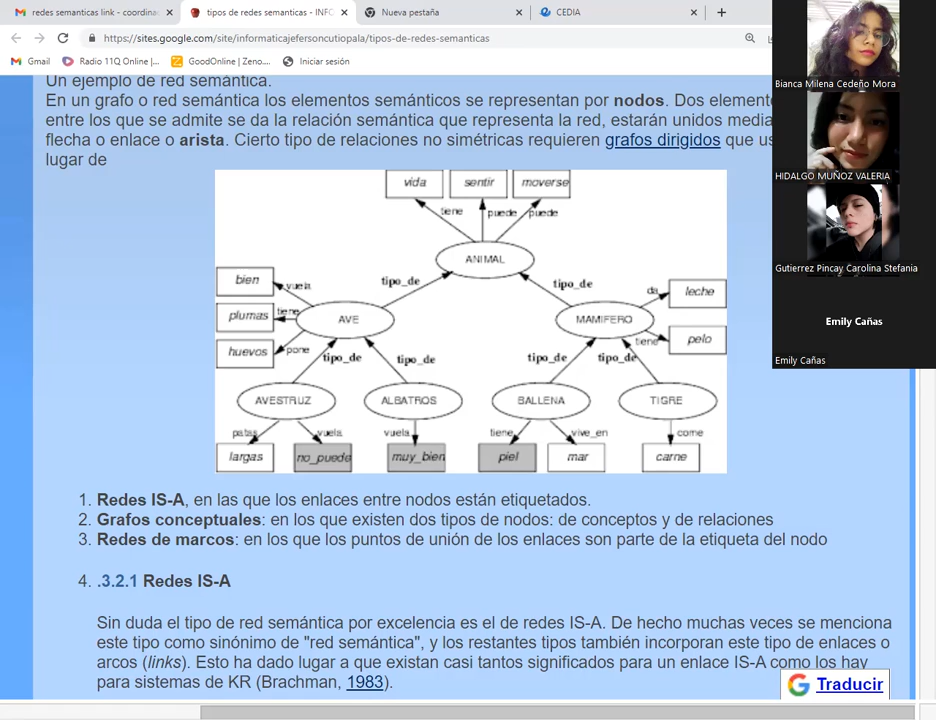 redes semanticas link - coordina
tipos de redes semanticas - INFO
Nueva pestaña
CEDIA
https://sites.google.com/site/informaticajefersoncutiopala/tipos-de-redes-semanticas
Gmail
Radio 11Q Online |...
GoodOnline | Zeno....
Iniciar sesión
Un ejemplo de red semántica.
En un grafo o red semántica los elementos semánticos se representan por nodos. Dos element
entre los que se admite se da la relación semántica que representa la red, estarán unidos media
flecha o enlace o arista. Cierto tipo de relaciones no simétricas requieren grafos dirigidos que us
lugar de
vida sentir moverse
tiene puede puede
ANIMAL
tipo_de tipo_de
bien vuela
da leche
plumas tiene AVE
MAMIFERO
tiene pelo
huevos pone
tipo_de tipo_de tipo_de tipo_de
AVESTRUZ ALBATROS BALLENA TIGRE
patas vuela vuela tiene vive_en come
largas no_puede muy_bien piel mar carne
1. Redes IS-A, en las que los enlaces entre nodos están etiquetados.
2. Grafos conceptuales: en los que existen dos tipos de nodos: de conceptos y de relaciones
3. Redes de marcos: en los que los puntos de unión de los enlaces son parte de la etiqueta del nodo
4. .3.2.1 Redes IS-A
Sin duda el tipo de red semántica por excelencia es el de redes IS-A. De hecho muchas veces se menciona
este tipo como sinónimo de "red semántica", y los restantes tipos también incorporan este tipo de enlaces o
arcos (links). Esto ha dado lugar a que existan casi tantos significados para un enlace IS-A como los hay
para sistemas de KR (Brachman, 1983).
Traducir
Bianca Milena Cedeño Mora
HIDALGO MUÑOZ VALERIA
Gutierrez Pincay Carolina Stefania
Emily Cañas
Emily Cañas